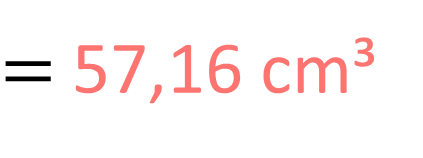 = 57,16 cm³